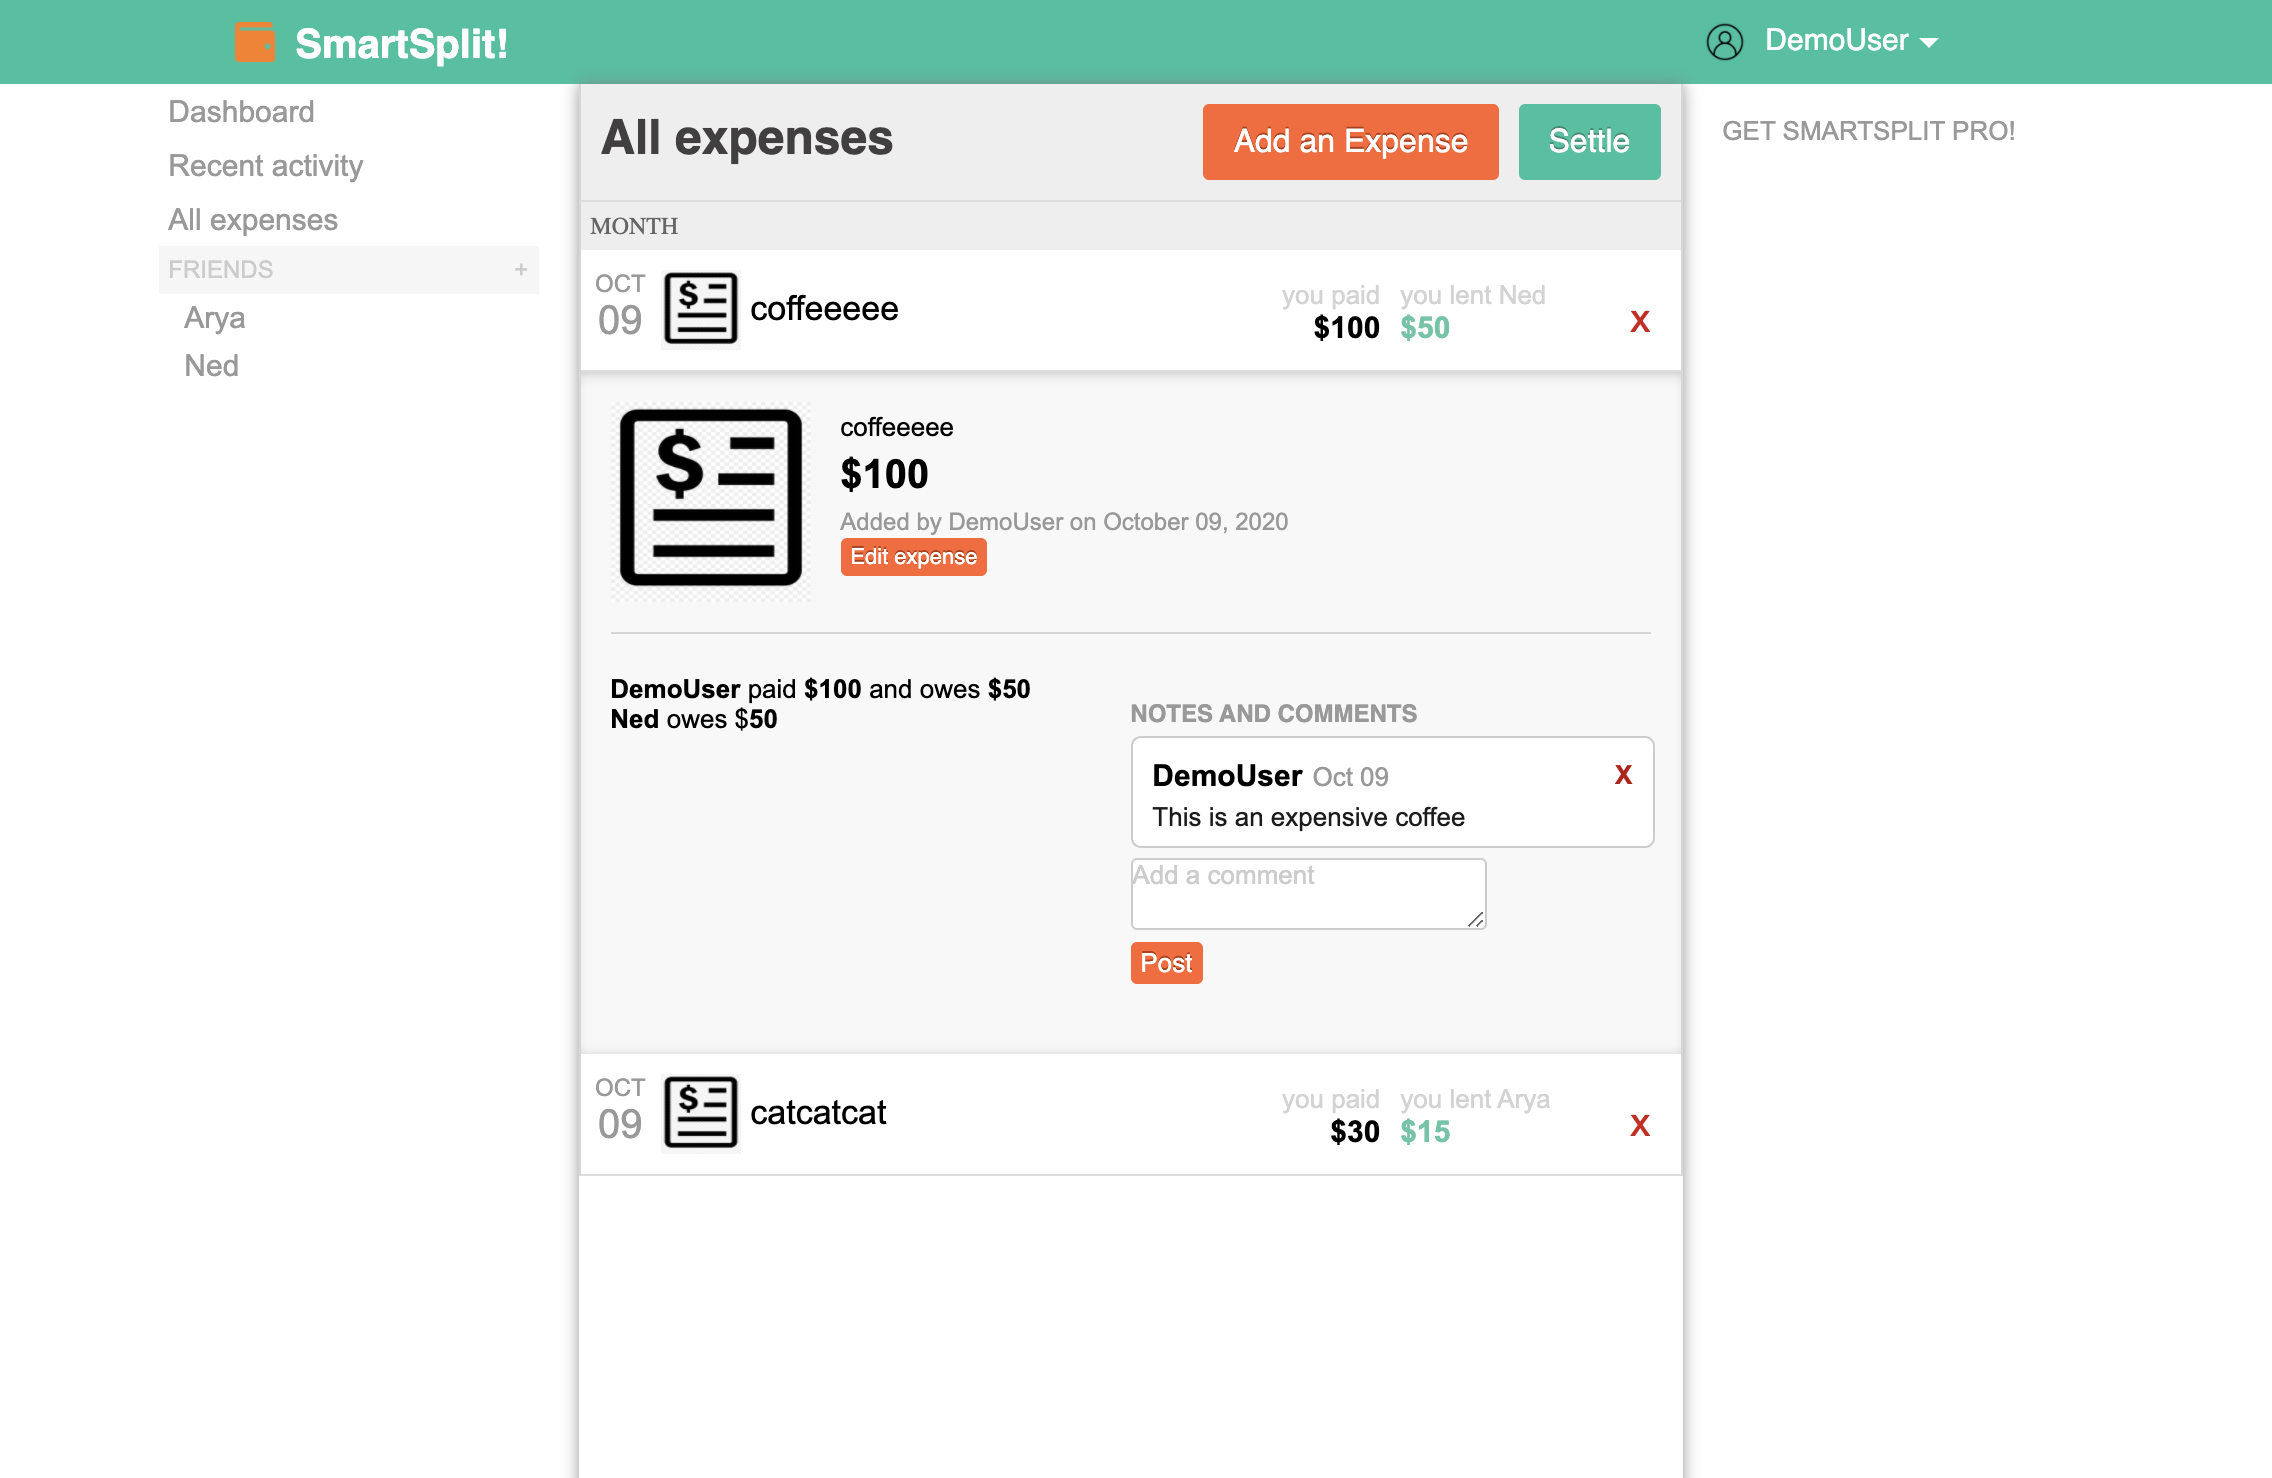 SmartSplit!
DemoUser
Dashboard
Recent activity
All expenses
FRIENDS +
Arya
Ned
All expenses
Add an Expense
Settle
MONTH
OCT
09
$
coffeeeee
you paid
$100
you lent Ned
$50
X
$
coffeeeee
$100
Added by DemoUser on October 09, 2020
Edit expense
DemoUser paid $100 and owes $50
Ned owes $50
NOTES AND COMMENTS
DemoUser Oct 09
X
This is an expensive coffee
Add a comment
Post
OCT
09
$
catcatcat
you paid
$30
you lent Arya
$15
X
GET SMARTSPLIT PRO!